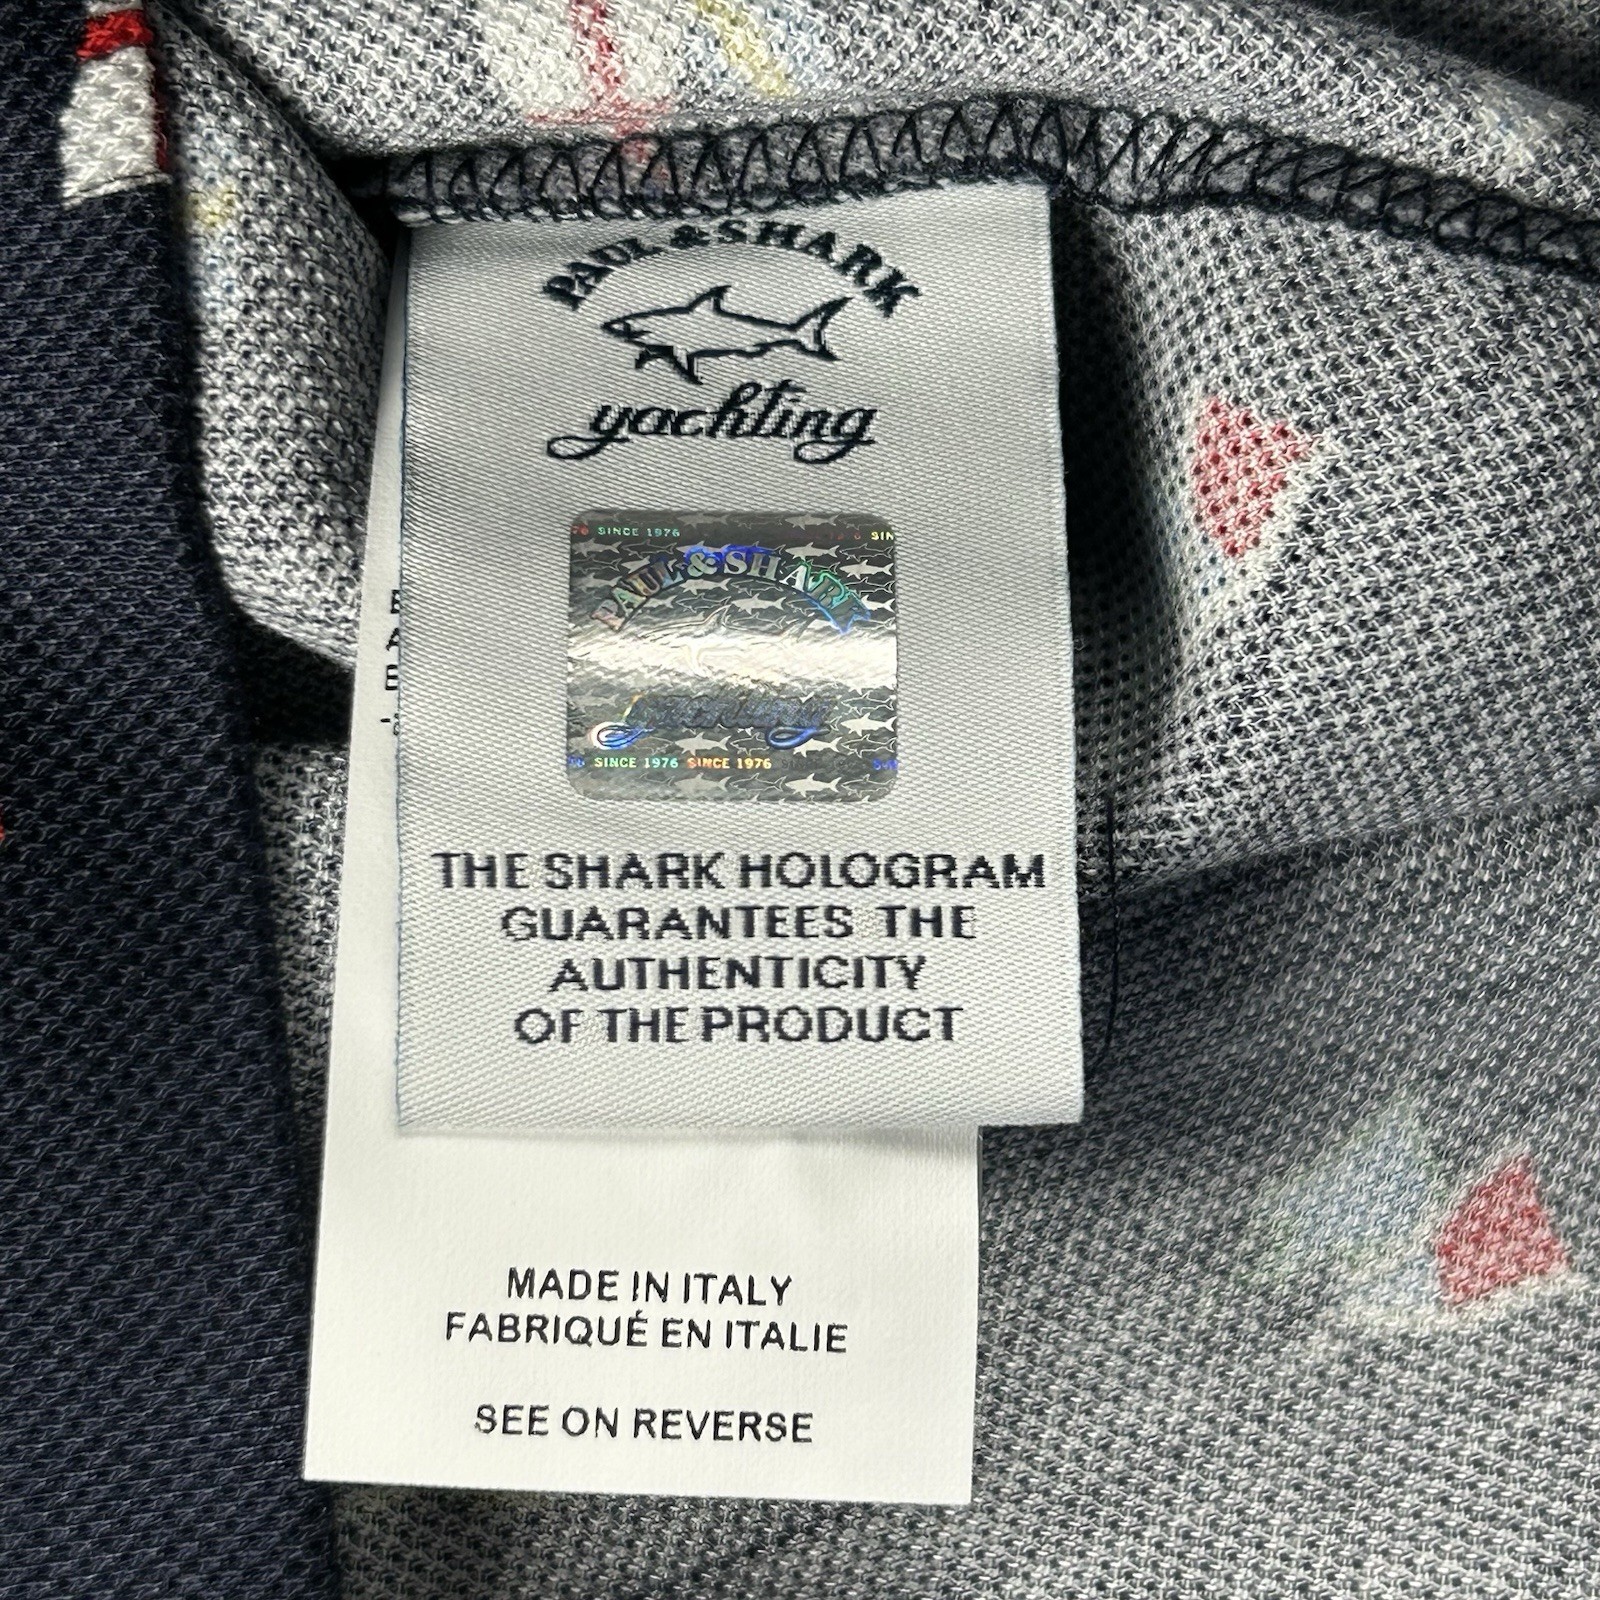 PAUL & SHARK
yachting
SINCE 1976
PAUL & SHARK
yachting
SINCE 1976 SINCE 1976
THE SHARK HOLOGRAM
GUARANTEES THE
AUTHENTICITY
OF THE PRODUCT
MADE IN ITALY
FABRIQUÉ EN ITALIE
SEE ON REVERSE